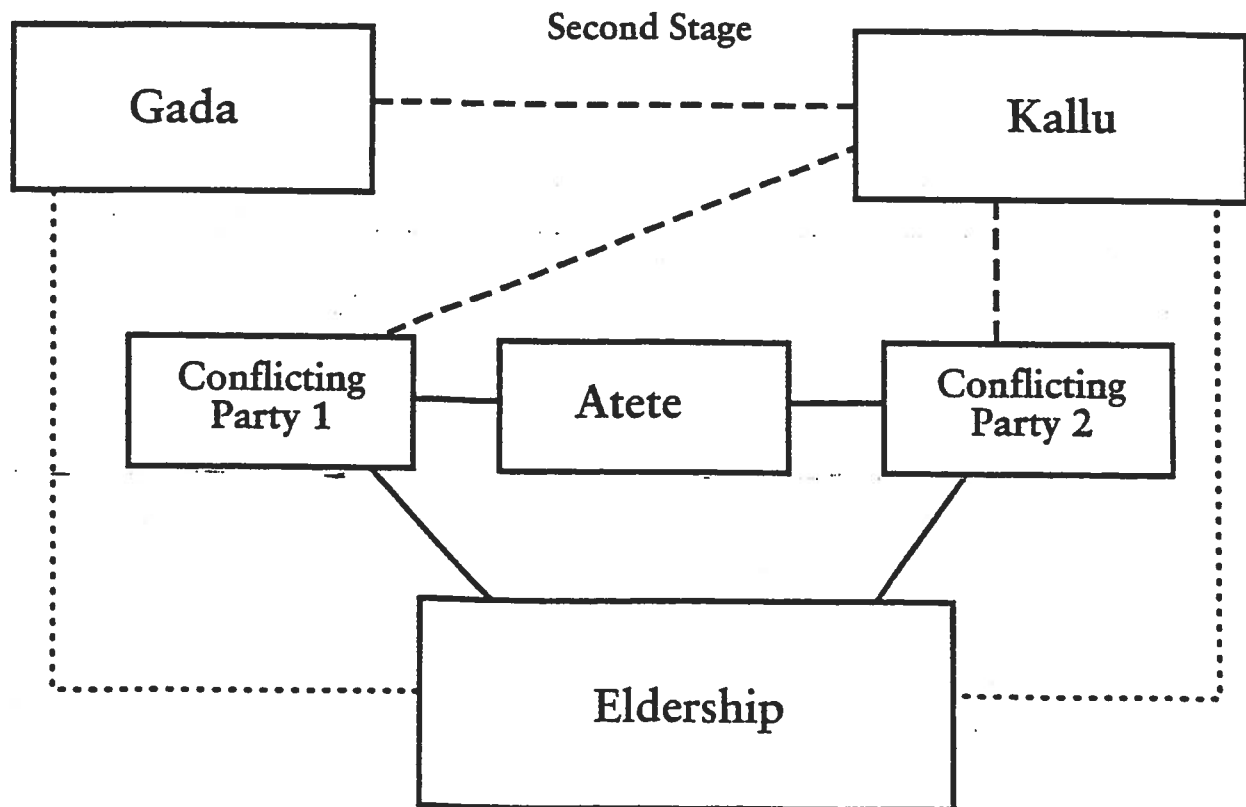 Second Stage
Gada
Kallu
Conflicting
Party 1
Atete
Conflicting
Party 2
Eldership